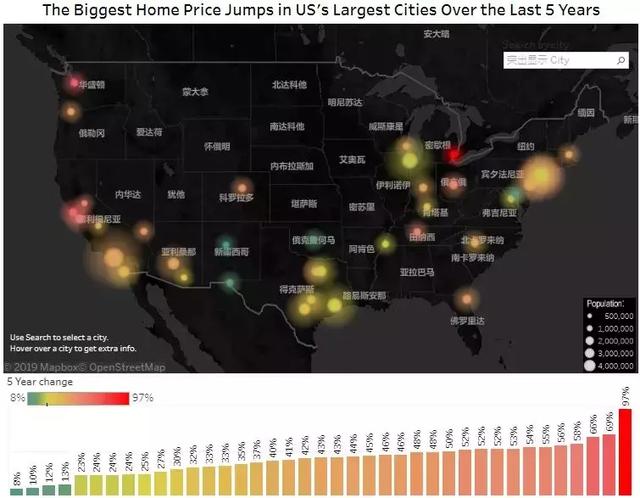 The Biggest Home Price Jumps in US's Largest Cities Over the Last 5 Years
安大略
突出显示 City
华盛顿
蒙大拿
北达科他
明尼苏达
缅因
俄勒冈
爱达荷
南达科他
威斯康星
密歇根
纽约
怀俄明
内布拉斯加
艾奥瓦
宾夕法尼亚
内华达
犹他
科罗拉多
伊利诺伊
俄亥俄
堪萨斯
密苏里
肯塔基
弗吉尼亚
亚利桑那
新墨西哥
俄克拉何马
阿肯色
田纳西
北卡罗来纳
南卡罗来纳
亚拉巴马
得克萨斯
路易斯安那
佛罗里达
Population:
500,000
1,000,000
2,000,000
3,000,000
4,000,000
Use Search to select a city.
Hover over a city to get extra info.
© 2019 Mapbox© OpenStreetMap
5 Year change
8%
97%
8% 10% 12% 13% 23% 24% 24% 24% 25% 27% 30% 32% 33% 33% 35% 37% 40% 41% 42% 43% 43% 44% 45% 46% 46% 48% 48% 50% 52% 52% 52% 53% 54% 55% 56% 58% 66% 69% 97%